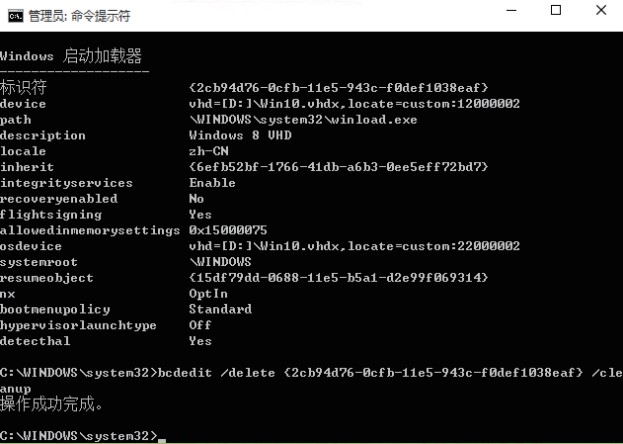 管理员: 命令提示符
Windows 启动加载器
-------------------
标识符 {2cb94d76-0cfb-11e5-943c-f0def1038eaf}
device vhd=[D:]\Win10.vhdx,locate=custom:12000002
path \WINDOWS\system32\winload.exe
description Windows 8 VHD
locale zh-CN
inherit {6efb52bf-1766-41db-a6b3-0ee5eff72bd7}
integrityservices Enable
recoveryenabled No
flightsigning Yes
allowedinmemorysettings 0x15000075
osdevice vhd=[D:]\Win10.vhdx,locate=custom:22000002
systemroot \WINDOWS
resumeobject {15df79dd-0688-11e5-b5a1-d2e99f069314}
nx OptIn
bootmenupolicy Standard
hypervisorlaunchtype Off
detecthal Yes
C:\WINDOWS\system32>bcdedit /delete {2cb94d76-0cfb-11e5-943c-f0def1038eaf} /cle
anup
操作成功完成。
C:\WINDOWS\system32>